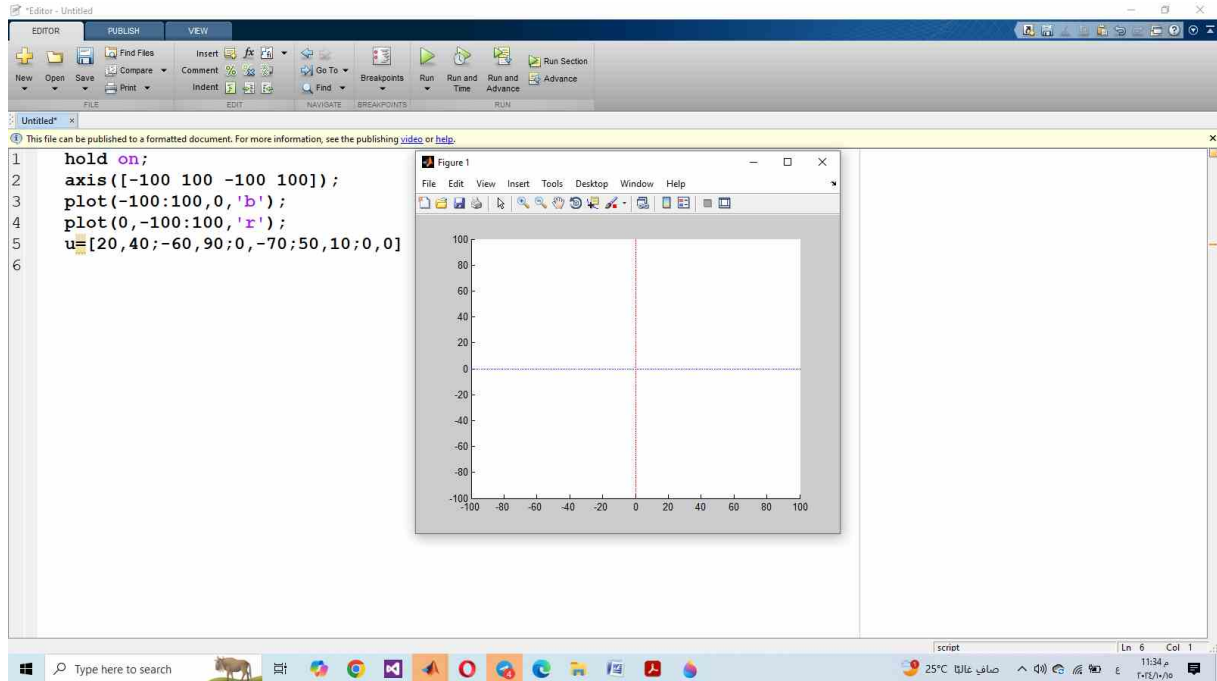 *Editor - Untitled
EDITOR PUBLISH VIEW
Find Files Insert fx
Compare Comment % Go To
New Open Save Print Indent Find Breakpoints Run Run and Time Run and Advance Run Section Advance
FILE EDIT NAVIGATE BREAKPOINTS RUN
Untitled* ×
This file can be published to a formatted document. For more information, see the publishing video or help.
1 hold on;
2 axis([-100 100 -100 100]);
3 plot(-100:100,0,'b');
4 plot(0,-100:100,'r');
5 u=[20,40;-60,90;0,-70;50,10;0,0]
6
Figure 1
File Edit View Insert Tools Desktop Window Help
100
80
60
40
20
0
-20
-40
-60
-80
-100
-100 -80 -60 -40 -20 0 20 40 60 80 100
script Ln 6 Col 1
Type here to search
25°C صافٍ غالبًا
ع
11:34 م